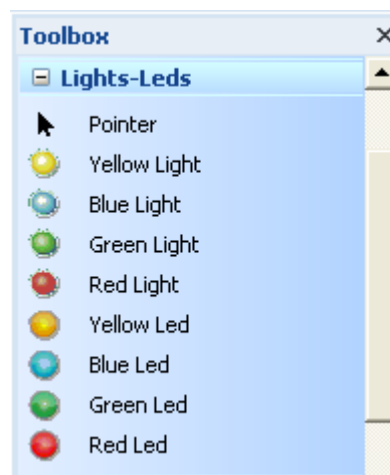 Toolbox
Lights-Leds
Pointer
Yellow Light
Blue Light
Green Light
Red Light
Yellow Led
Blue Led
Green Led
Red Led